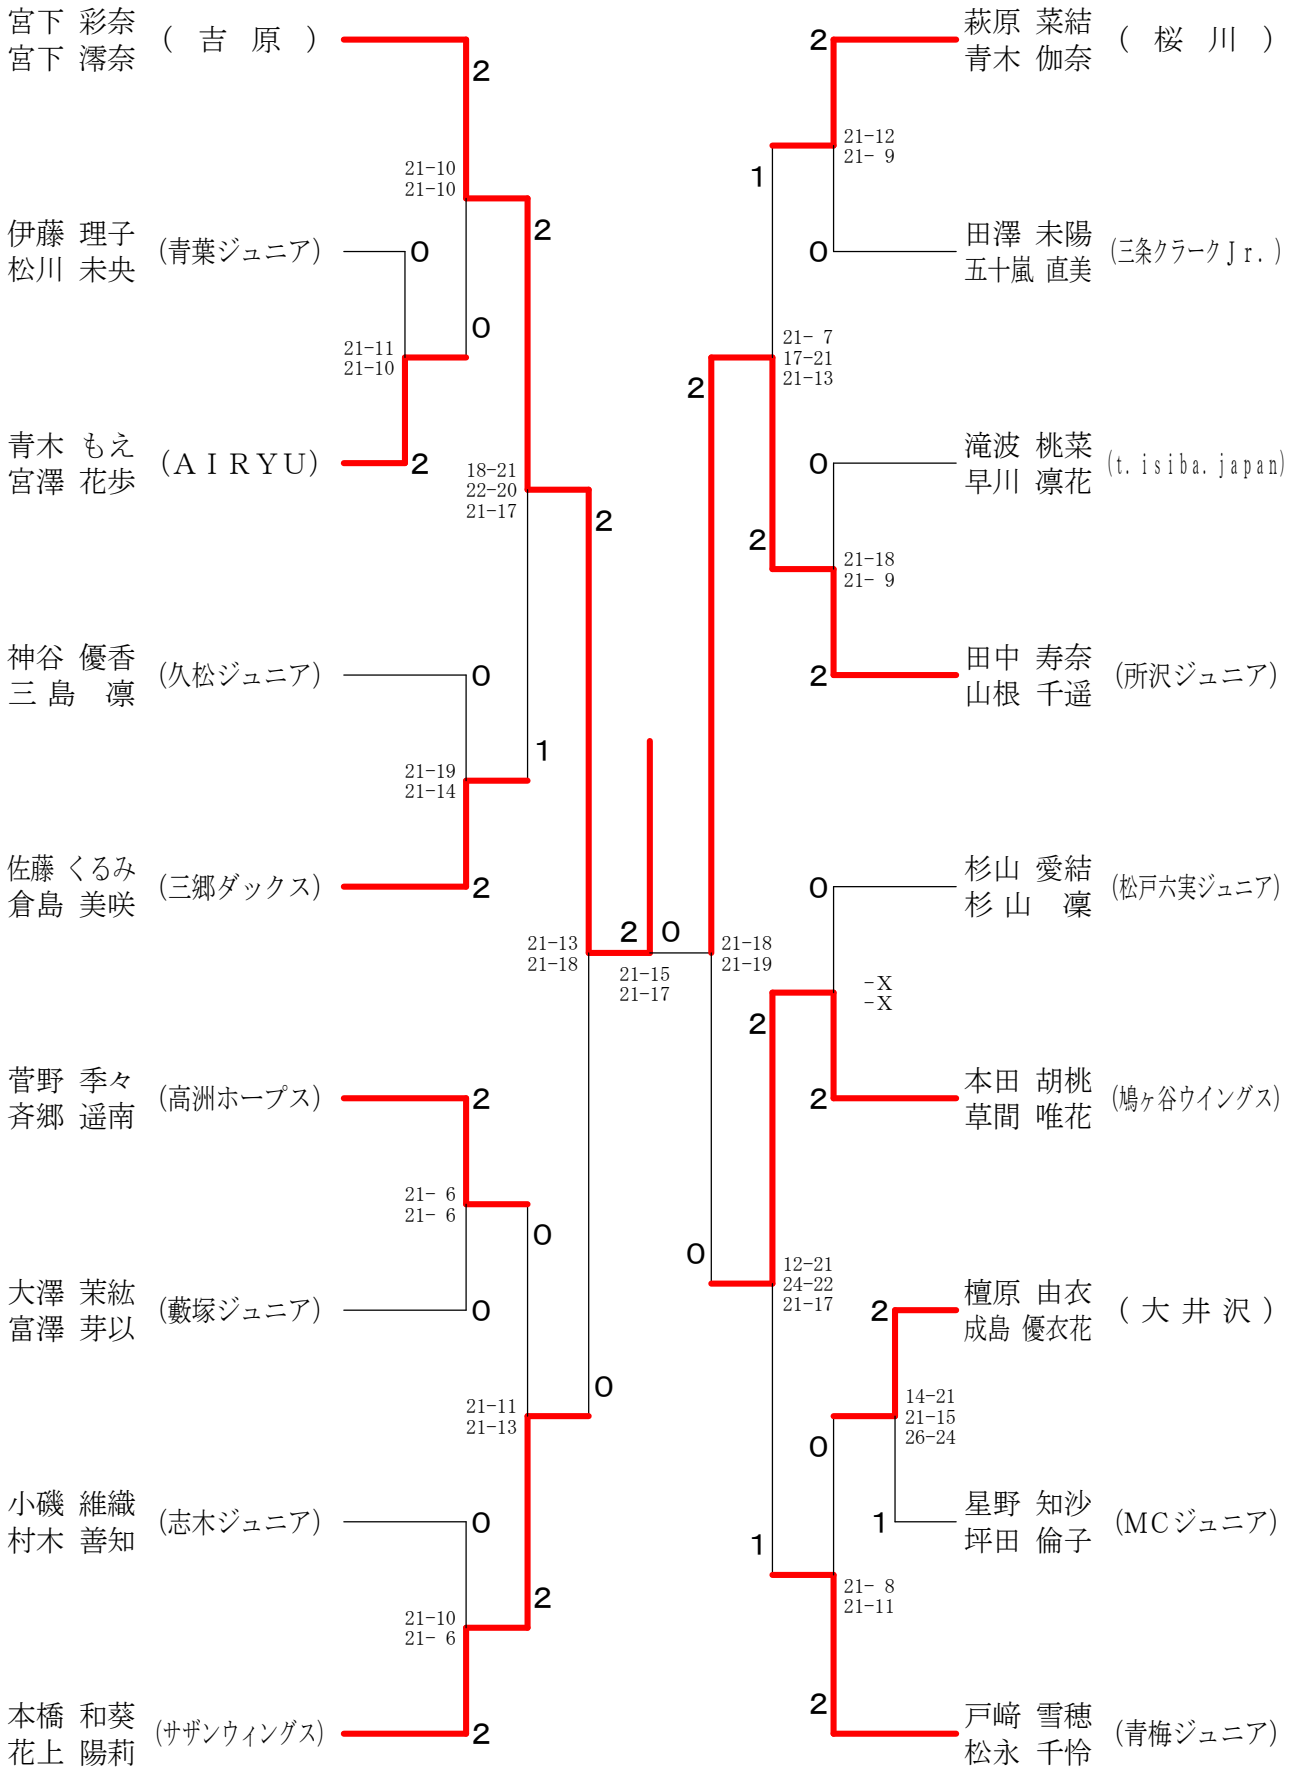 宮下 彩奈
宮下 澪奈
( 吉 原 )
2
21-10
21-10
伊藤 理子
松川 未央
(青葉ジュニア)
0
2
0
21-11
21-10
青木 もえ
宮澤 花歩
(ＡＩＲＹＵ)
2
18-21
22-20
21-17
2
神谷 優香
三島 凛
(久松ジュニア)
0
1
21-19
21-14
佐藤 くるみ
倉島 美咲
(三郷ダックス)
2
21-13
21-18
2
0
21-15
21-17
菅野 季々
斉郷 遥南
(高洲ホープス)
2
21- 6
21- 6
0
大澤 茉紘
富澤 芽以
(藪塚ジュニア)
0
21-11
21-13
0
小磯 維織
村木 善知
(志木ジュニア)
0
2
21-10
21- 6
本橋 和葵
花上 陽莉
(サザンウィングス)
2
2
萩原 菜結
青木 伽奈
( 桜 川 )
21-12
21- 9
1
0
田澤 未陽
五十嵐 直美
(三条クラークＪｒ.)
21- 7
17-21
21-13
2
0
滝波 桃菜
早川 凛花
(t.isiba.japan)
2
21-18
21- 9
2
田中 寿奈
山根 千遥
(所沢ジュニア)
0
杉山 愛結
杉山 凜
(松戸六実ジュニア)
21-18
21-19
-X
-X
2
2
本田 胡桃
草間 唯花
(鳩ヶ谷ウイングス)
0
12-21
24-22
21-17
2
檀原 由衣
成島 優衣花
( 大 井 沢 )
14-21
21-15
26-24
0
1
星野 知沙
坪田 倫子
(MCジュニア)
1
21- 8
21-11
2
戸﨑 雪穂
松永 千怜
(青梅ジュニア)